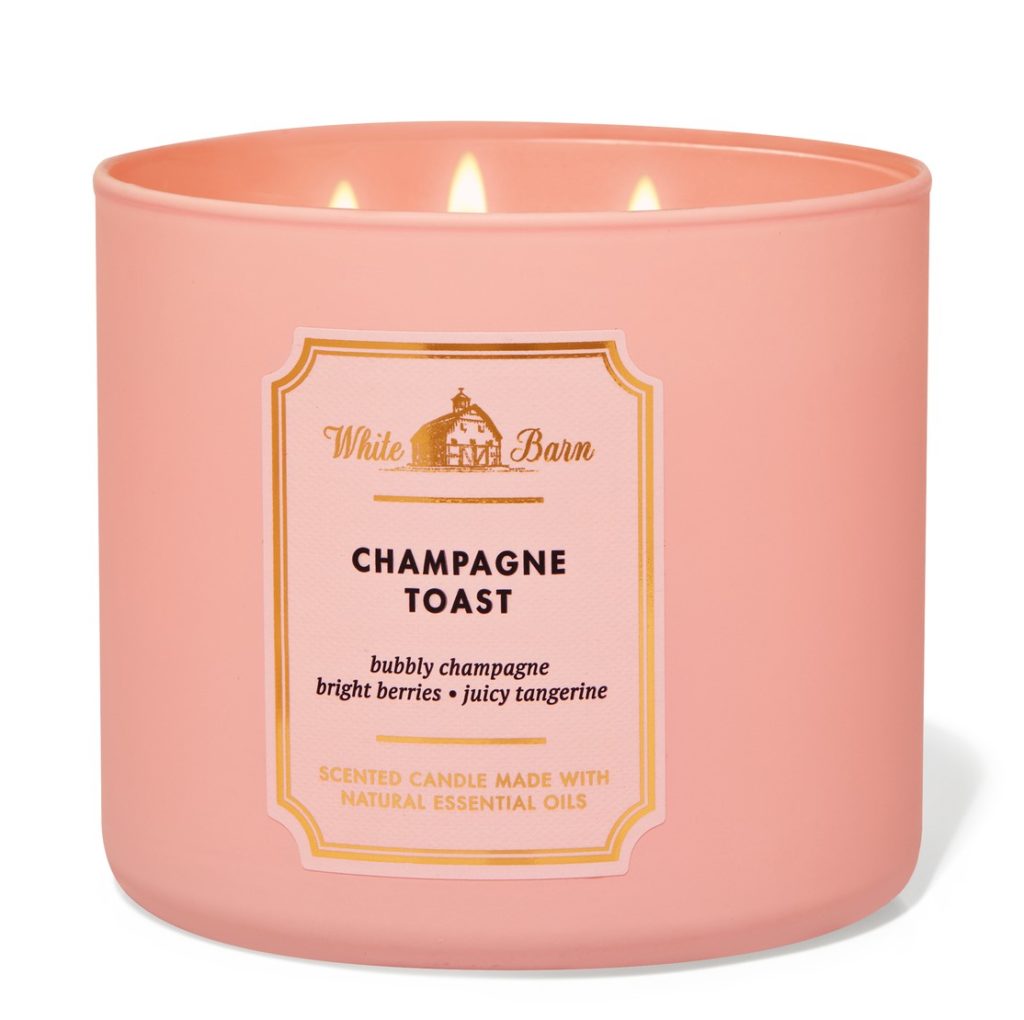 White Barn
CHAMPAGNE
TOAST
bubbly champagne
bright berries • juicy tangerine
SCENTED CANDLE MADE WITH
NATURAL ESSENTIAL OILS